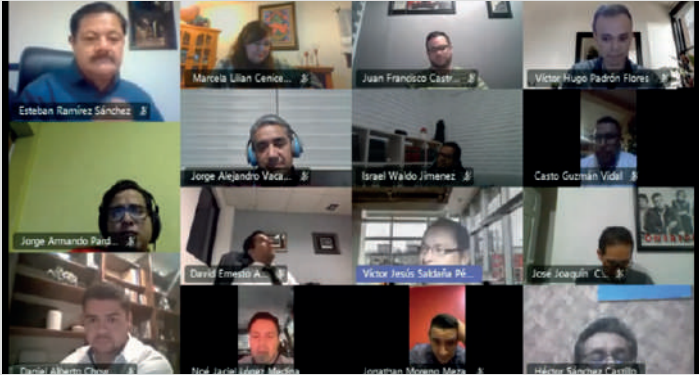 Marcela Lilian Cenice...
Juan Francisco Castr...
Víctor Hugo Padrón Flores
Esteban Ramírez Sánchez
Jorge Alejandro Vaca...
Israel Waldo Jimenez
Casto Guzmán Vidal
Jorge Armando Pard...
David Ernesto A...
Víctor Jesús Saldaña Pé...
José Joaquín C...
Daniel Alberto Chow...
Noé Jaciel López Medina
Jonathan Moreno Meza
Héctor Sánchez Castillo